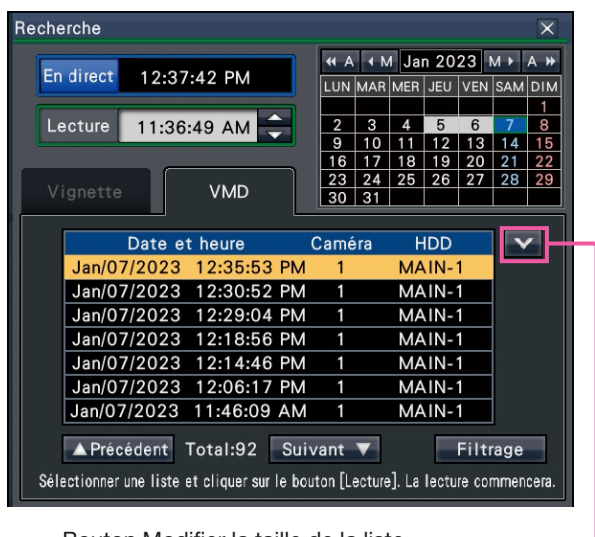 Recherche
En direct 12:37:42 PM
A M Jan 2023 M A
LUN MAR MER JEU VEN SAM DIM
1
2 3 4 5 6 7 8
9 10 11 12 13 14 15
16 17 18 19 20 21 22
23 24 25 26 27 28 29
30 31
Lecture 11:36:49 AM
Vignette VMD
Date et heure Caméra HDD
Jan/07/2023 12:35:53 PM 1 MAIN-1
Jan/07/2023 12:30:52 PM 1 MAIN-1
Jan/07/2023 12:29:04 PM 1 MAIN-1
Jan/07/2023 12:18:56 PM 1 MAIN-1
Jan/07/2023 12:14:46 PM 1 MAIN-1
Jan/07/2023 12:06:17 PM 1 MAIN-1
Jan/07/2023 11:46:09 AM 1 MAIN-1
▲ Précédent Total:92 Suivant ▼ Filtrage
Sélectionner une liste et cliquer sur le bouton [Lecture]. La lecture commencera.
Bouton Modifier la taille de la liste